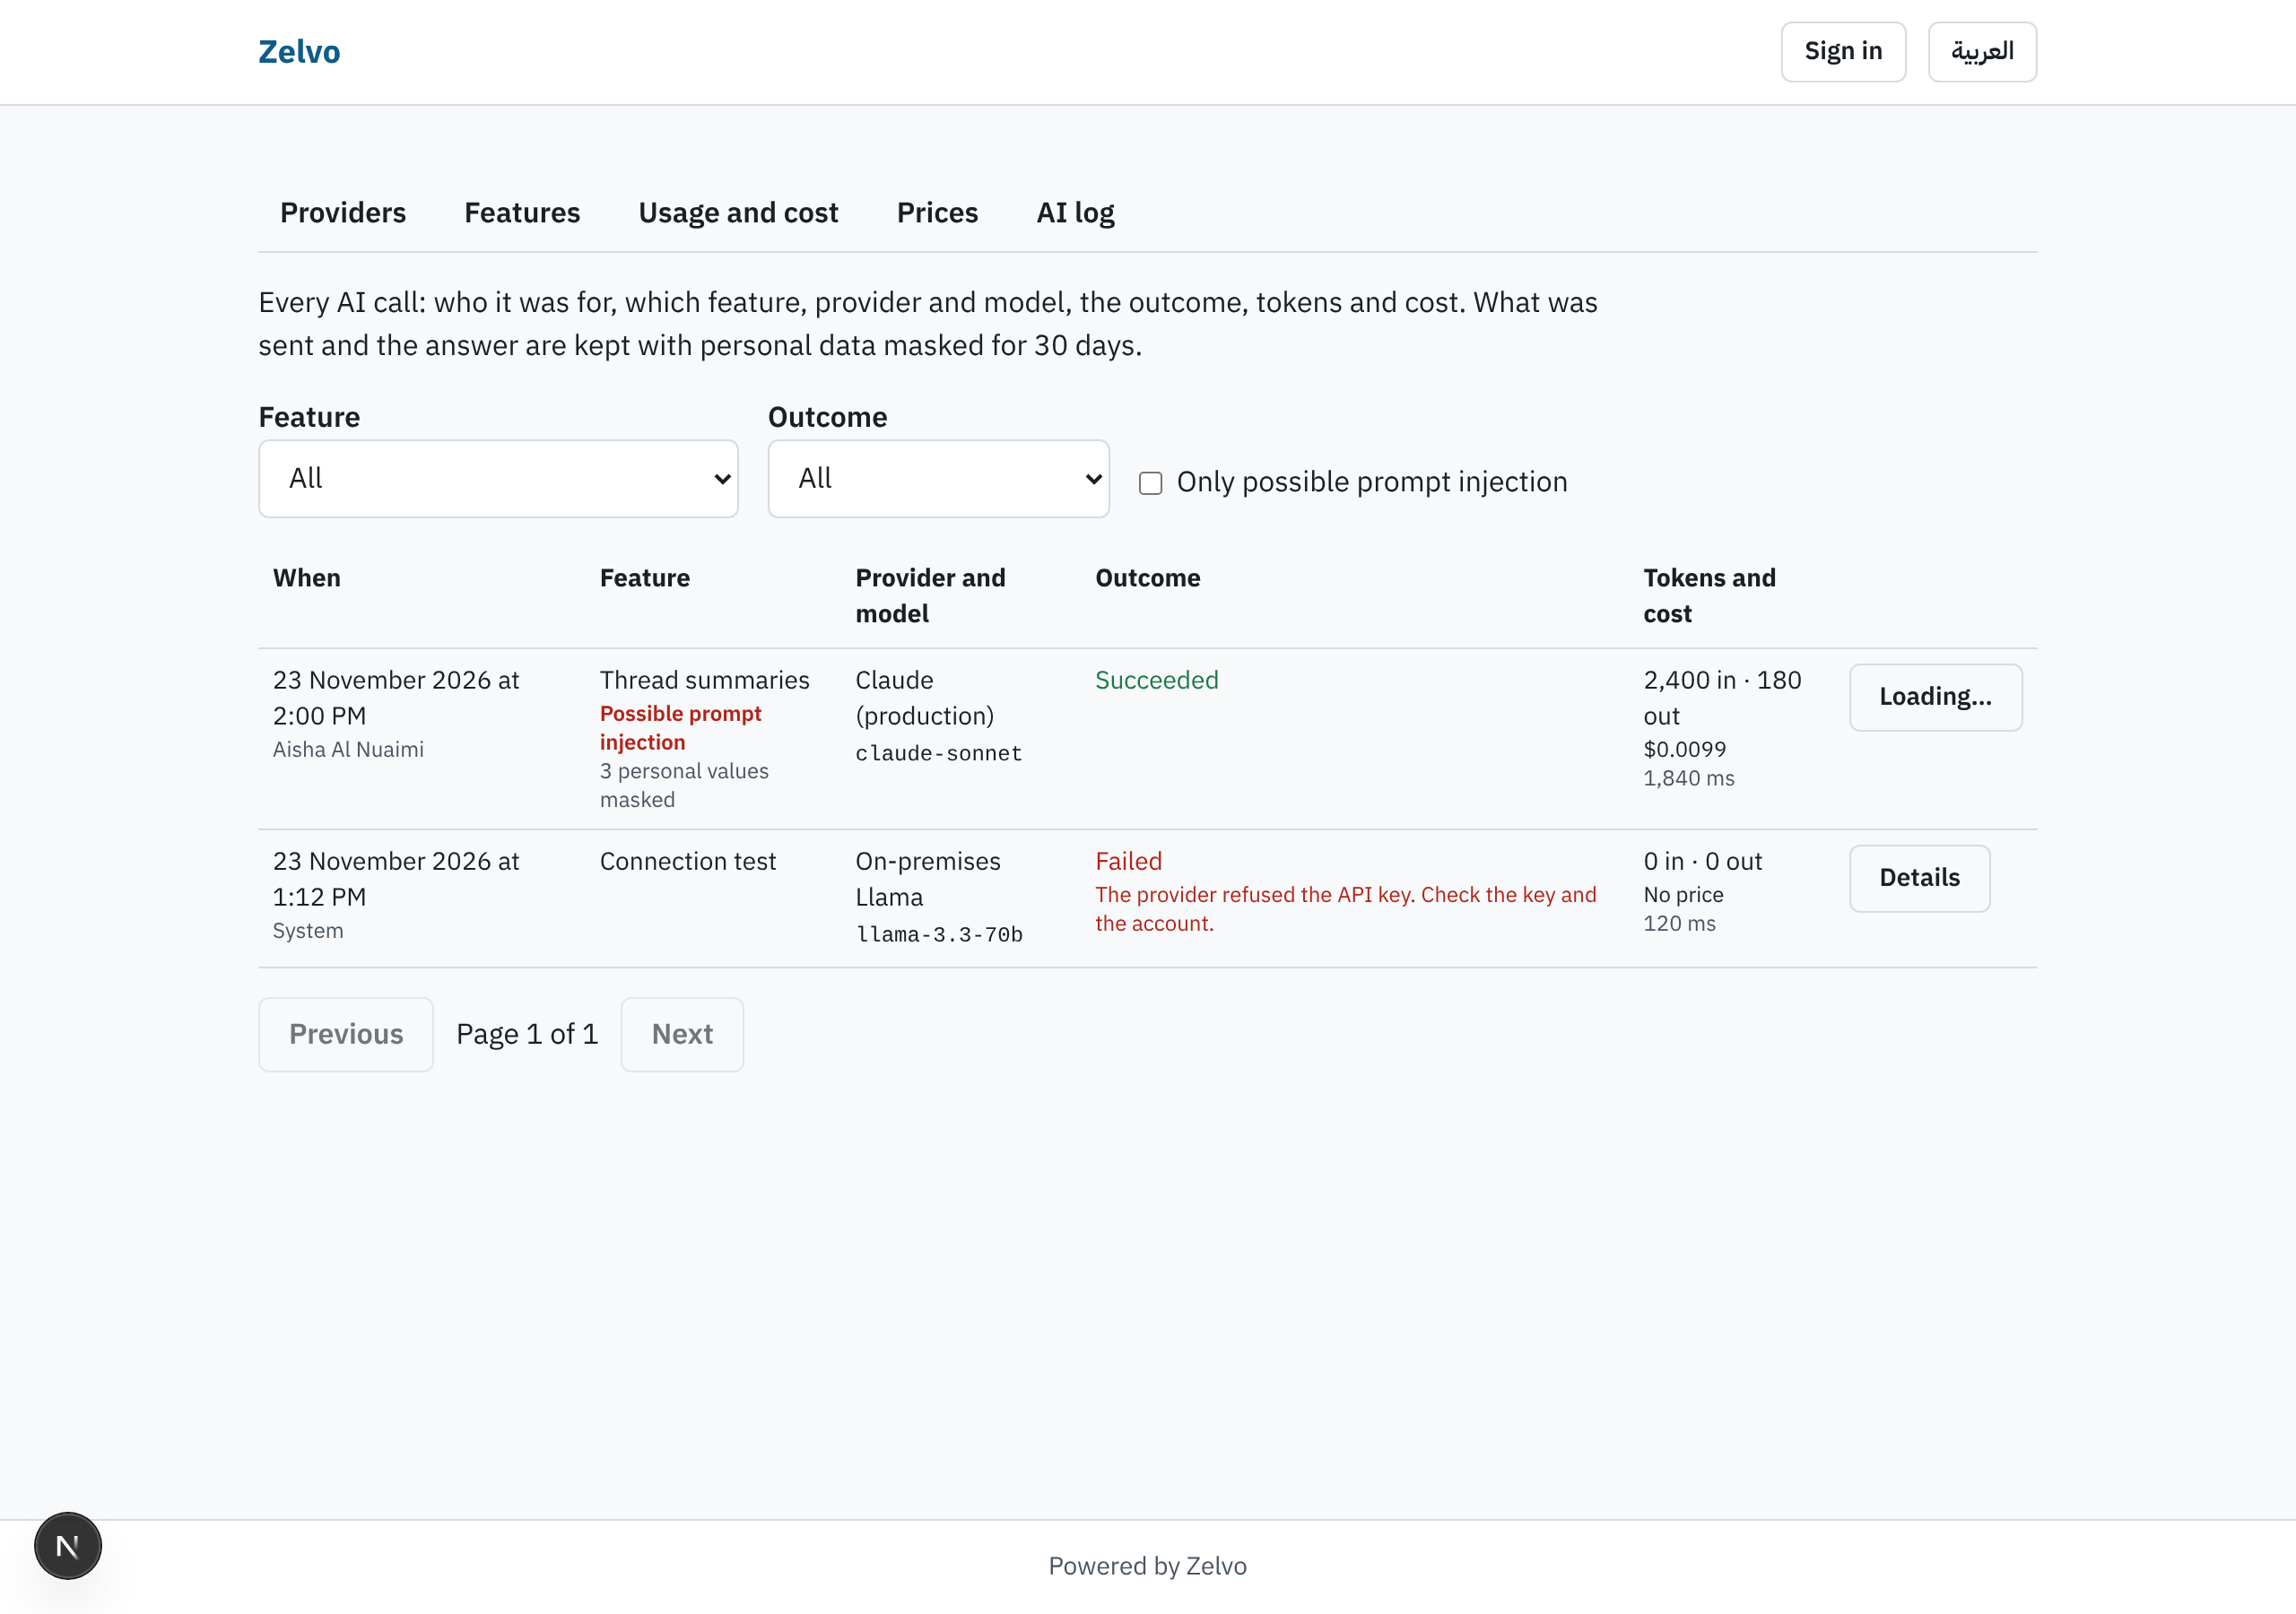 Zelvo
Sign in
العربية
Providers
Features
Usage and cost
Prices
AI log
Every AI call: who it was for, which feature, provider and model, the outcome, tokens and cost. What was
sent and the answer are kept with personal data masked for 30 days.
Feature
Outcome
All
All
Only possible prompt injection
When
Feature
Provider and
model
Outcome
Tokens and
cost
23 November 2026 at
2:00 PM
Aisha Al Nuaimi
Thread summaries
Possible prompt
injection
3 personal values
masked
Claude
(production)
claude-sonnet
Succeeded
2,400 in · 180
out
$0.0099
1,840 ms
Loading...
23 November 2026 at
1:12 PM
System
Connection test
On-premises
Llama
llama-3.3-70b
Failed
The provider refused the API key. Check the key and
the account.
0 in · 0 out
No price
120 ms
Details
Previous
Page 1 of 1
Next
N
Powered by Zelvo